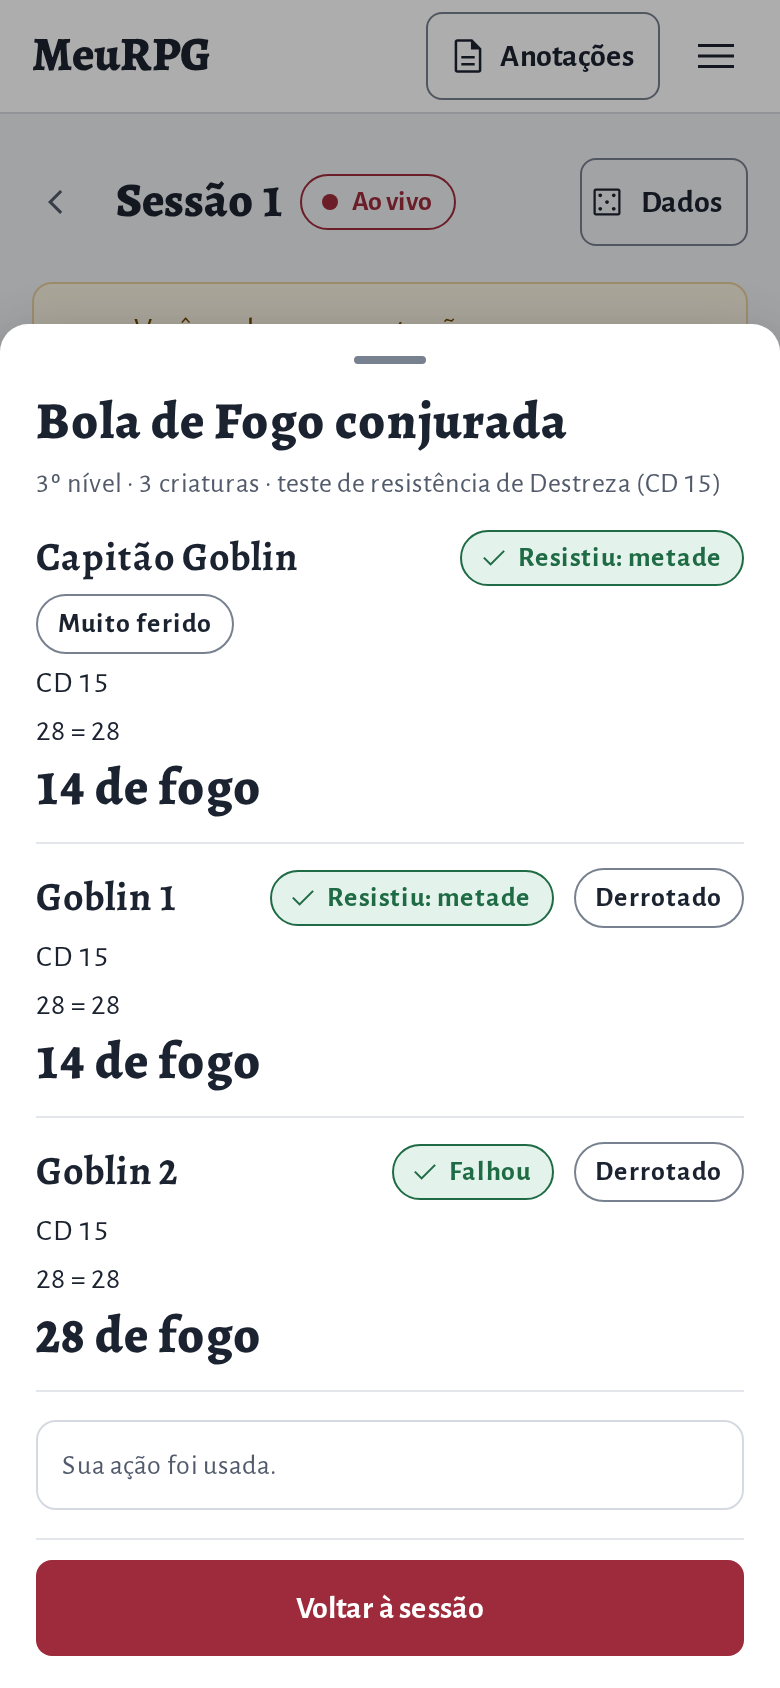 MeuRPG
Anotações
Sessão 1
Ao vivo
Dados
Bola de Fogo conjurada
3º nível · 3 criaturas · teste de resistência de Destreza (CD 15)
Capitão Goblin
Resistiu: metade
Muito ferido
CD 15
28 = 28
14 de fogo
Goblin 1
Resistiu: metade
Derrotado
CD 15
28 = 28
14 de fogo
Goblin 2
Falhou
Derrotado
CD 15
28 = 28
28 de fogo
Sua ação foi usada.
Voltar à sessão